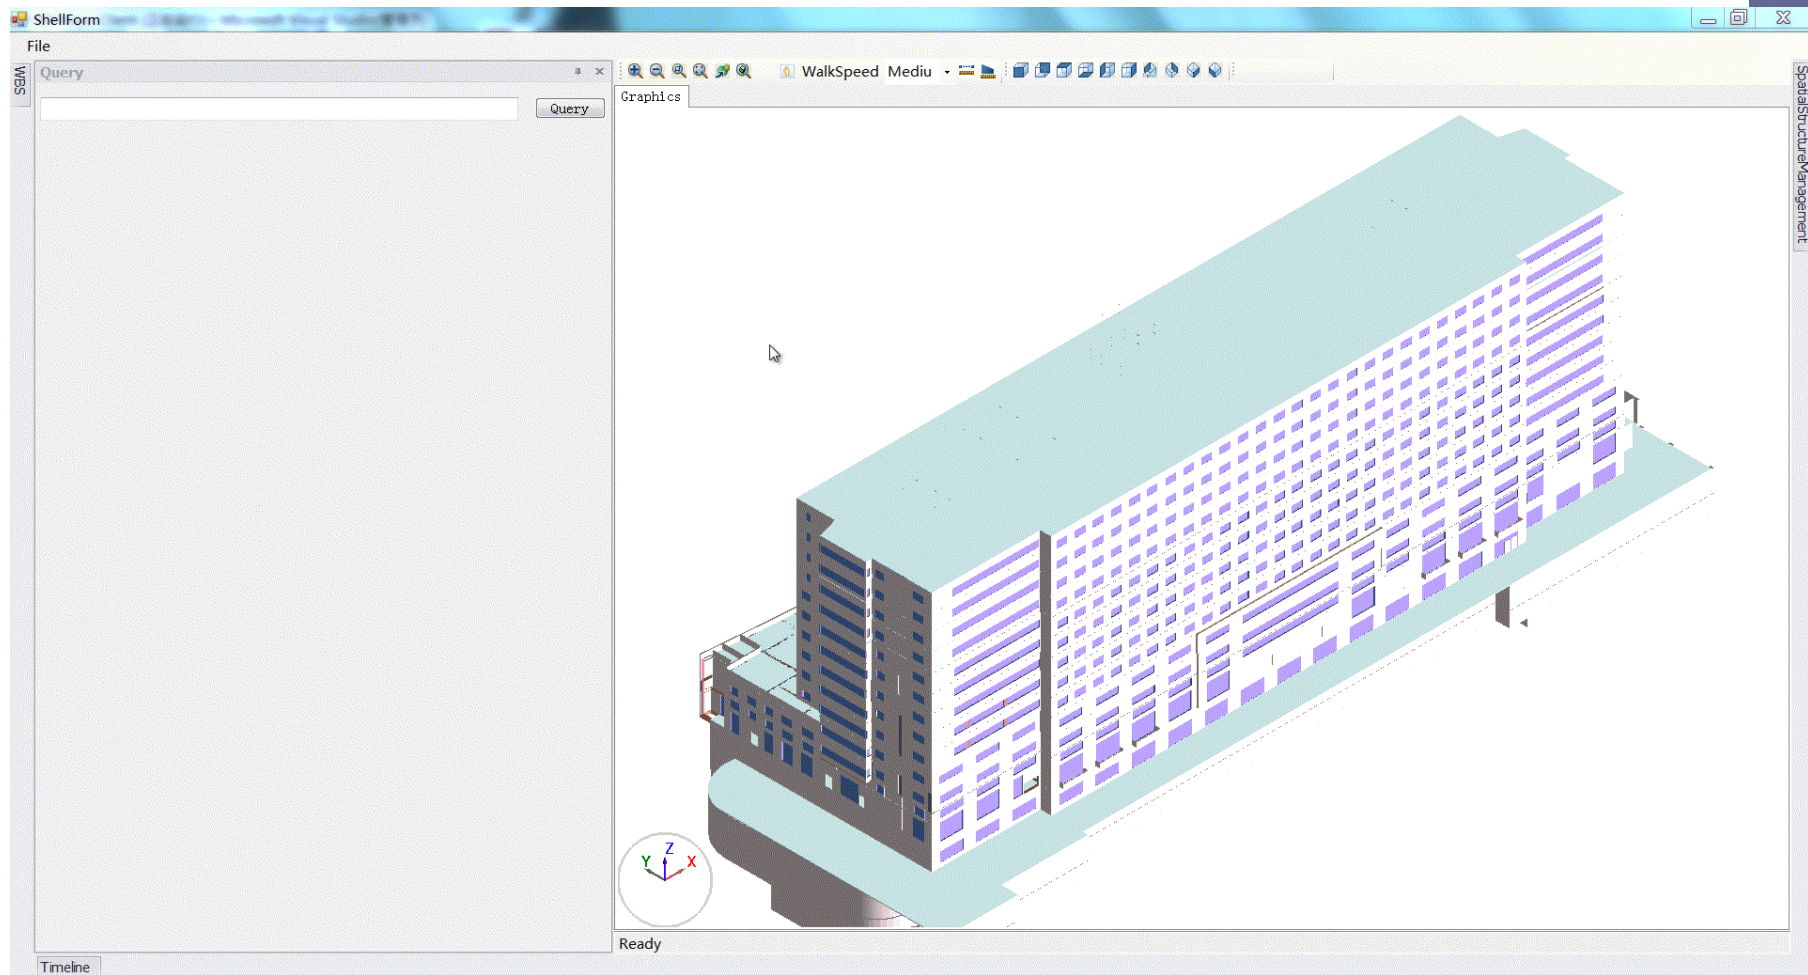 ShellForm
File
WBS
Query
Query
WalkSpeed Mediu
Graphics
SpatialStructureManagement
Z
Y
X
Ready
Timeline